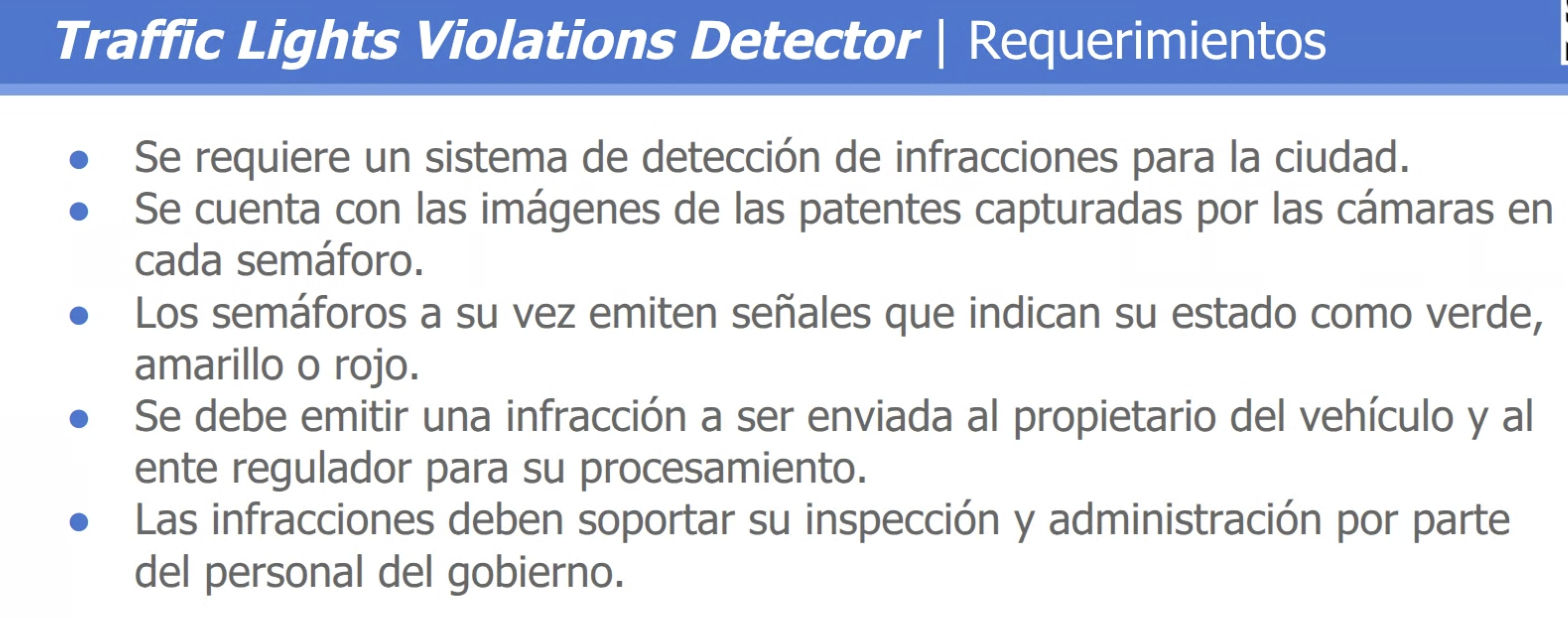 Traffic Lights Violations Detector | Requerimientos
● Se requiere un sistema de detección de infracciones para la ciudad.
● Se cuenta con las imágenes de las patentes capturadas por las cámaras en
cada semáforo.
● Los semáforos a su vez emiten señales que indican su estado como verde,
amarillo o rojo.
● Se debe emitir una infracción a ser enviada al propietario del vehículo y al
ente regulador para su procesamiento.
● Las infracciones deben soportar su inspección y administración por parte
del personal del gobierno.